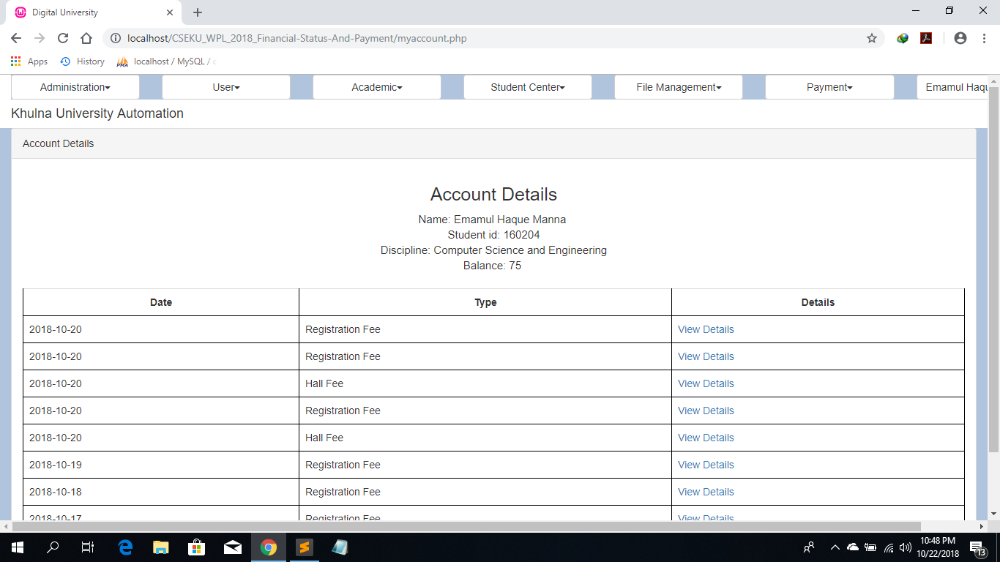 Digital University
localhost/CSEKU_WPL_2018_Financial-Status-And-Payment/myaccount.php
Apps History localhost / MySQL /
Administration User Academic Student Center File Management Payment Emamul Haqu
Khulna University Automation
Account Details
Account Details
Name: Emamul Haque Manna
Student id: 160204
Discipline: Computer Science and Engineering
Balance: 75
Date Type Details
2018-10-20 Registration Fee View Details
2018-10-20 Registration Fee View Details
2018-10-20 Hall Fee View Details
2018-10-20 Registration Fee View Details
2018-10-20 Hall Fee View Details
2018-10-19 Registration Fee View Details
2018-10-18 Registration Fee View Details
2018-10-17 Registration Fee View Details
10:48 PM
10/22/2018
13